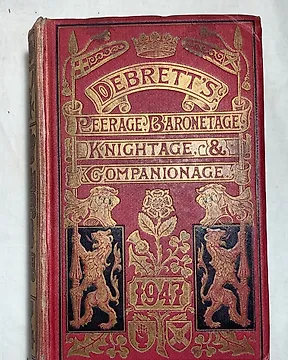 DEBRETT'S
PEERAGE, BARONETAGE,
KNIGHTAGE, &
COMPANIONAGE.
1947